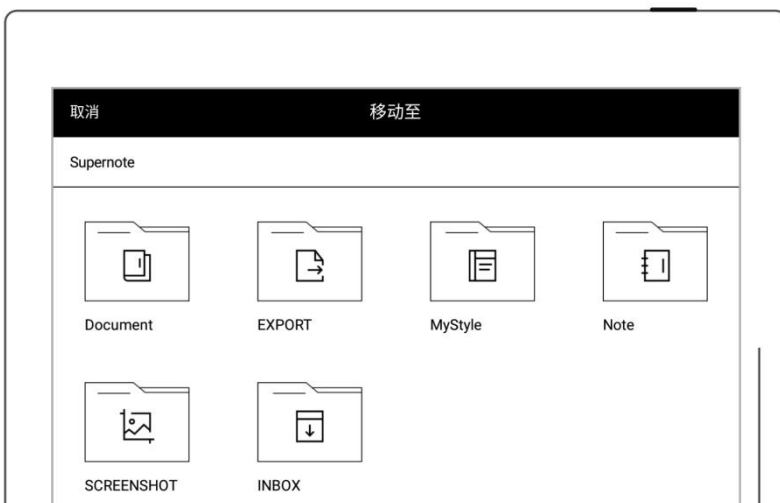 取消
移动至
Supernote
Document
EXPORT
MyStyle
Note
SCREENSHOT
INBOX